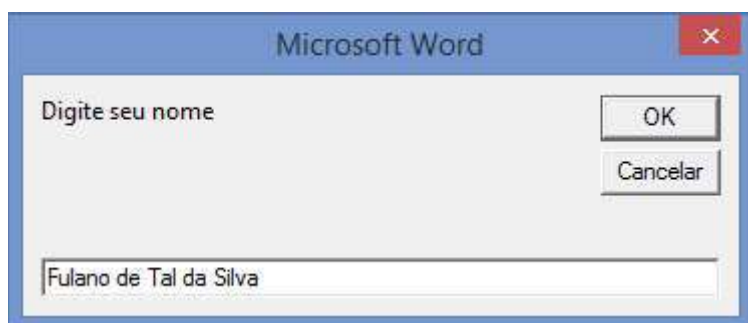 Microsoft Word
Digite seu nome
OK
Cancelar
Fulano de Tal da Silva